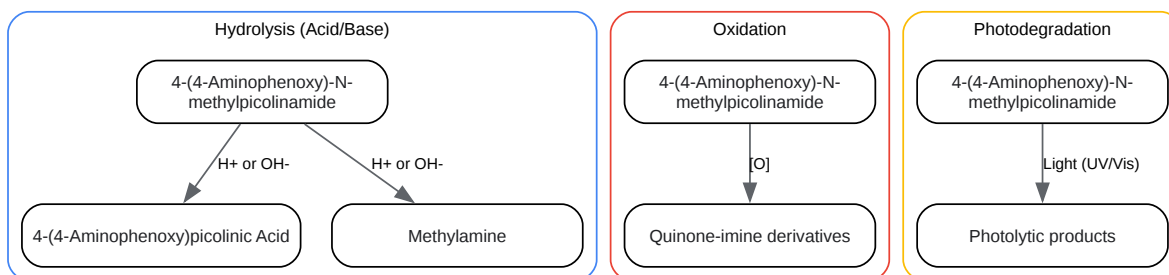 Hydrolysis (Acid/Base)
4-(4-Aminophenoxy)-N-
methylpicolinamide
H+ or OH-
H+ or OH-
4-(4-Aminophenoxy)picolinic Acid
Methylamine
Oxidation
4-(4-Aminophenoxy)-N-
methylpicolinamide
[O]
Quinone-imine derivatives
Photodegradation
4-(4-Aminophenoxy)-N-
methylpicolinamide
Light (UV/Vis)
Photolytic products